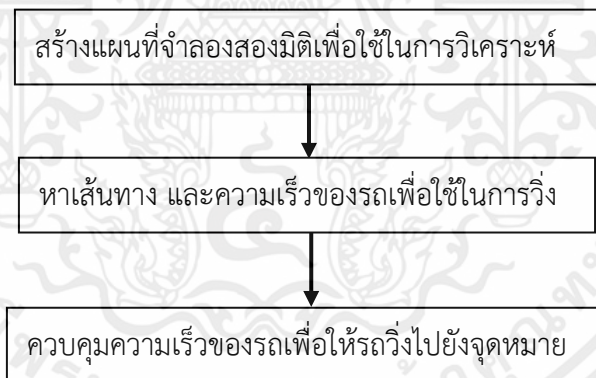 สร้างแผนที่จำลองสองมิติเพื่อใช้ในการวิเคราะห์
หาเส้นทาง และความเร็วของรถเพื่อใช้ในการวิ่ง
ควบคุมความเร็วของรถเพื่อให้รถวิ่งไปยังจุดหมาย